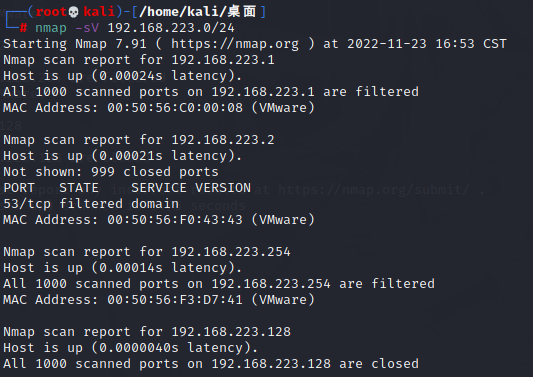 (root💀kali)-[/home/kali/桌面]
# nmap -sV 192.168.223.0/24
Starting Nmap 7.91 ( https://nmap.org ) at 2022-11-23 16:53 CST
Nmap scan report for 192.168.223.1
Host is up (0.00024s latency).
All 1000 scanned ports on 192.168.223.1 are filtered
MAC Address: 00:50:56:C0:00:08 (VMware)
Nmap scan report for 192.168.223.2
Host is up (0.00021s latency).
Not shown: 999 closed ports
PORT   STATE    SERVICE VERSION
53/tcp filtered domain
MAC Address: 00:50:56:F0:43:43 (VMware)
Nmap scan report for 192.168.223.254
Host is up (0.00014s latency).
All 1000 scanned ports on 192.168.223.254 are filtered
MAC Address: 00:50:56:F3:D7:41 (VMware)
Nmap scan report for 192.168.223.128
Host is up (0.0000040s latency).
All 1000 scanned ports on 192.168.223.128 are closed